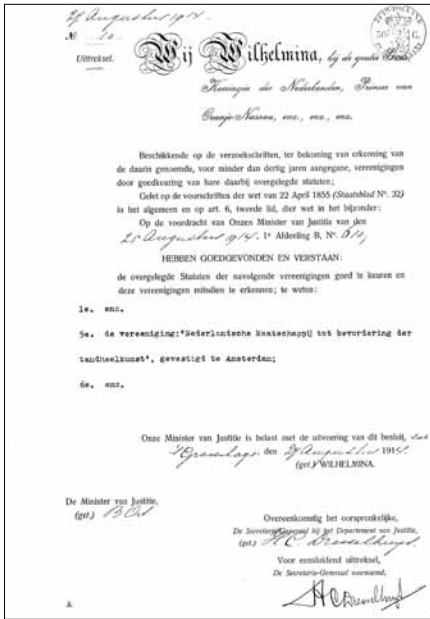 27 Augustus 1914.
№ 10.
Uittreksel.
Wij Wilhelmina, bij de gratie Gods,
Koningin der Nederlanden, Prinses van
Oranje-Nassau, enz., enz., enz.
Beschikkende op de verzoekschriften, ter bekoming van erkenning van
de daarin genoemde, voor minder dan dertig jaren aangegane, vereenigingen
door goedkeuring van hare daarbij overgelegde statuten;
Gelet op de voorschriften der wet van 22 April 1855 (Staatsblad N°. 32)
in het algemeen en op art. 6, tweede lid, dier wet in het bijzonder:
Op de voordracht van Onzen Minister van Justitie van den
25 Augustus 1914, 1e Afdeeling B, N°. 610,
HEBBEN GOEDGEVONDEN EN VERSTAAN:
de overgelegde Statuten der navolgende vereenigingen goed te keuren en
deze vereenigingen mitsdien te erkennen; te weten:
1e. enz.
5e. de vereeniging:"Nederlandsche Maatschappij tot bevordering der
tandheelkunst", gevestigd te Amsterdam;
6e. enz.
Onze Minister van Justitie is belast met de uitvoering van dit besluit,
's Gravenhage, den 27 Augustus 1914.
(get.) WILHELMINA.
De Minister van Justitie,
(get.) B Ort
Overeenkomstig het oorspronkelijke,
De Secretaris-Generaal bij het Departement van Justitie,
(get.) H. C. Dresselhuys.
Voor eensluidend uittreksel,
De Secretaris-Generaal voornoemd,
H C Dresselhuys